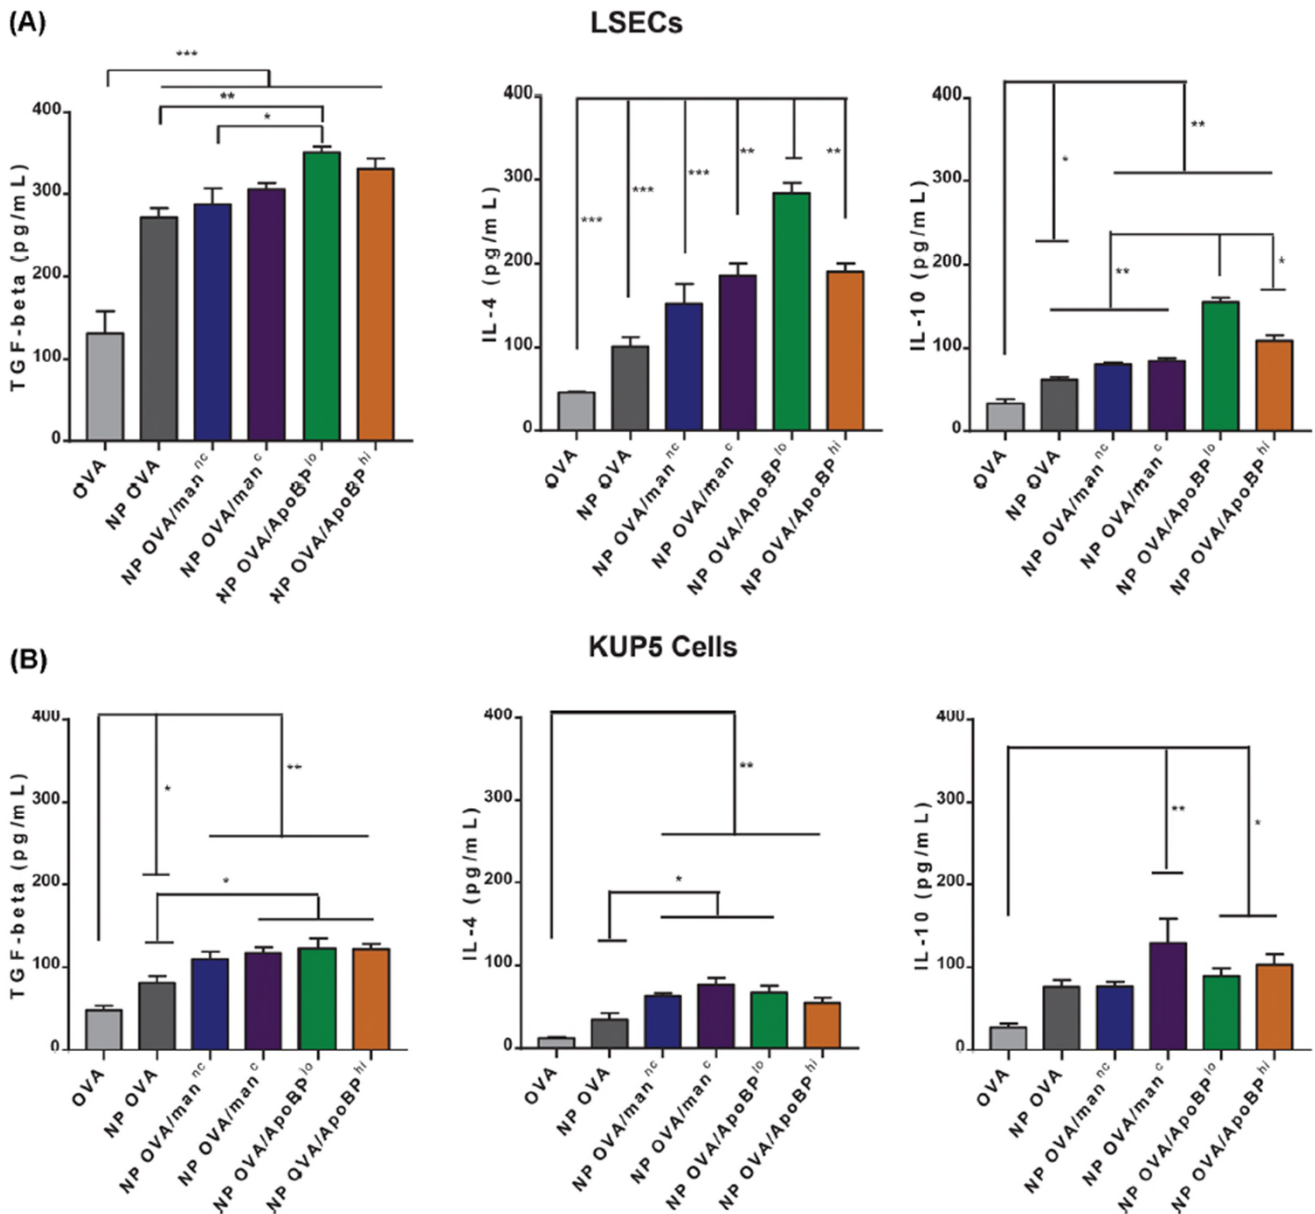 (A)
LSECs
TGF-beta (pg/mL)
400
300
200
100
0
***
**
*
OVA
NP OVA
NP OVA/man nc
NP OVA/man c
NP OVA/ApoBP lo
NP OVA/ApoBP hi
IL-4 (pg/mL)
400
300
200
100
0
***
***
***
**
**
OVA
NP OVA
NP OVA/man nc
NP OVA/man c
NP OVA/ApoBP lo
NP OVA/ApoBP hi
IL-10 (pg/mL)
400
300
200
100
0
*
**
**
*
OVA
NP OVA
NP OVA/man nc
NP OVA/man c
NP OVA/ApoBP lo
NP OVA/ApoBP hi
(B)
KUP5 Cells
TGF-beta (pg/mL)
400
300
200
100
0
*
**
*
OVA
NP OVA
NP OVA/man nc
NP OVA/man c
NP OVA/ApoBP lo
NP OVA/ApoBP hi
IL-4 (pg/mL)
400
300
200
100
0
**
*
OVA
NP OVA
NP OVA/man nc
NP OVA/man c
NP OVA/ApoBP lo
NP OVA/ApoBP hi
IL-10 (pg/mL)
400
300
200
100
0
**
*
OVA
NP OVA
NP OVA/man nc
NP OVA/man c
NP OVA/ApoBP lo
NP OVA/ApoBP hi